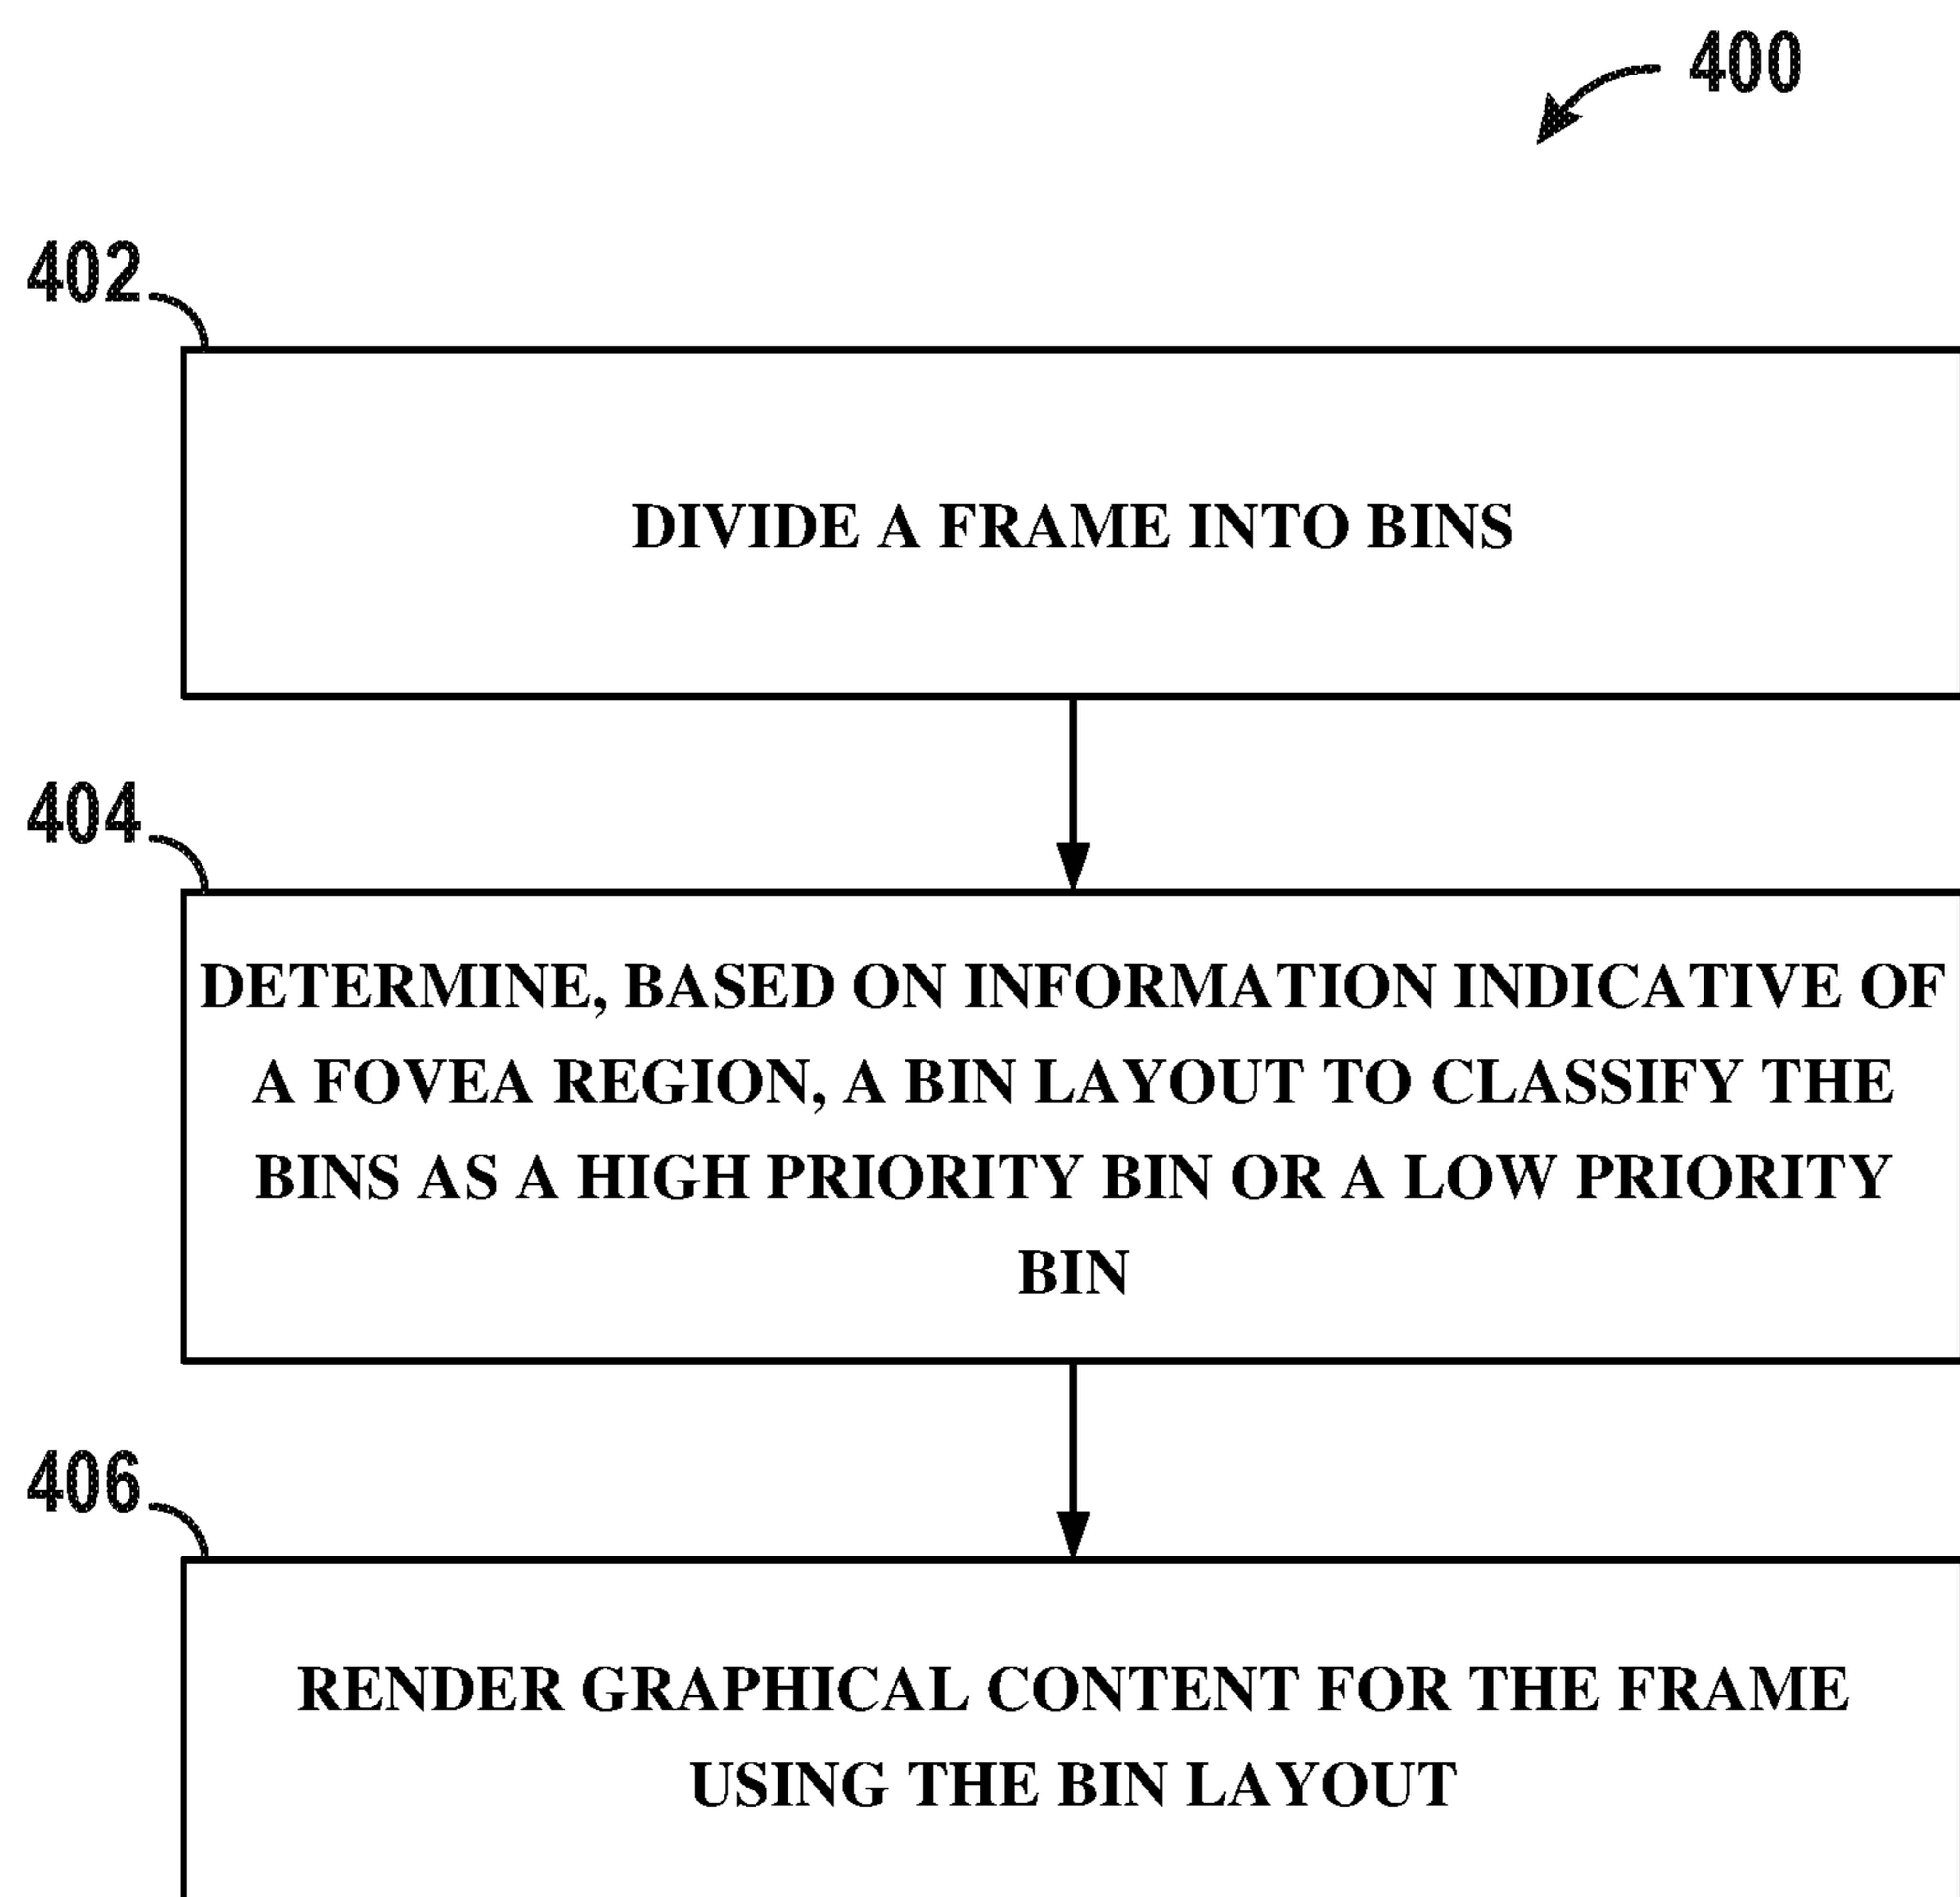 400
402
DIVIDE A FRAME INTO BINS
404
DETERMINE, BASED ON INFORMATION INDICATIVE OF
A FOVEA REGION, A BIN LAYOUT TO CLASSIFY THE
BINS AS A HIGH PRIORITY BIN OR A LOW PRIORITY
BIN
406
RENDER GRAPHICAL CONTENT FOR THE FRAME
USING THE BIN LAYOUT